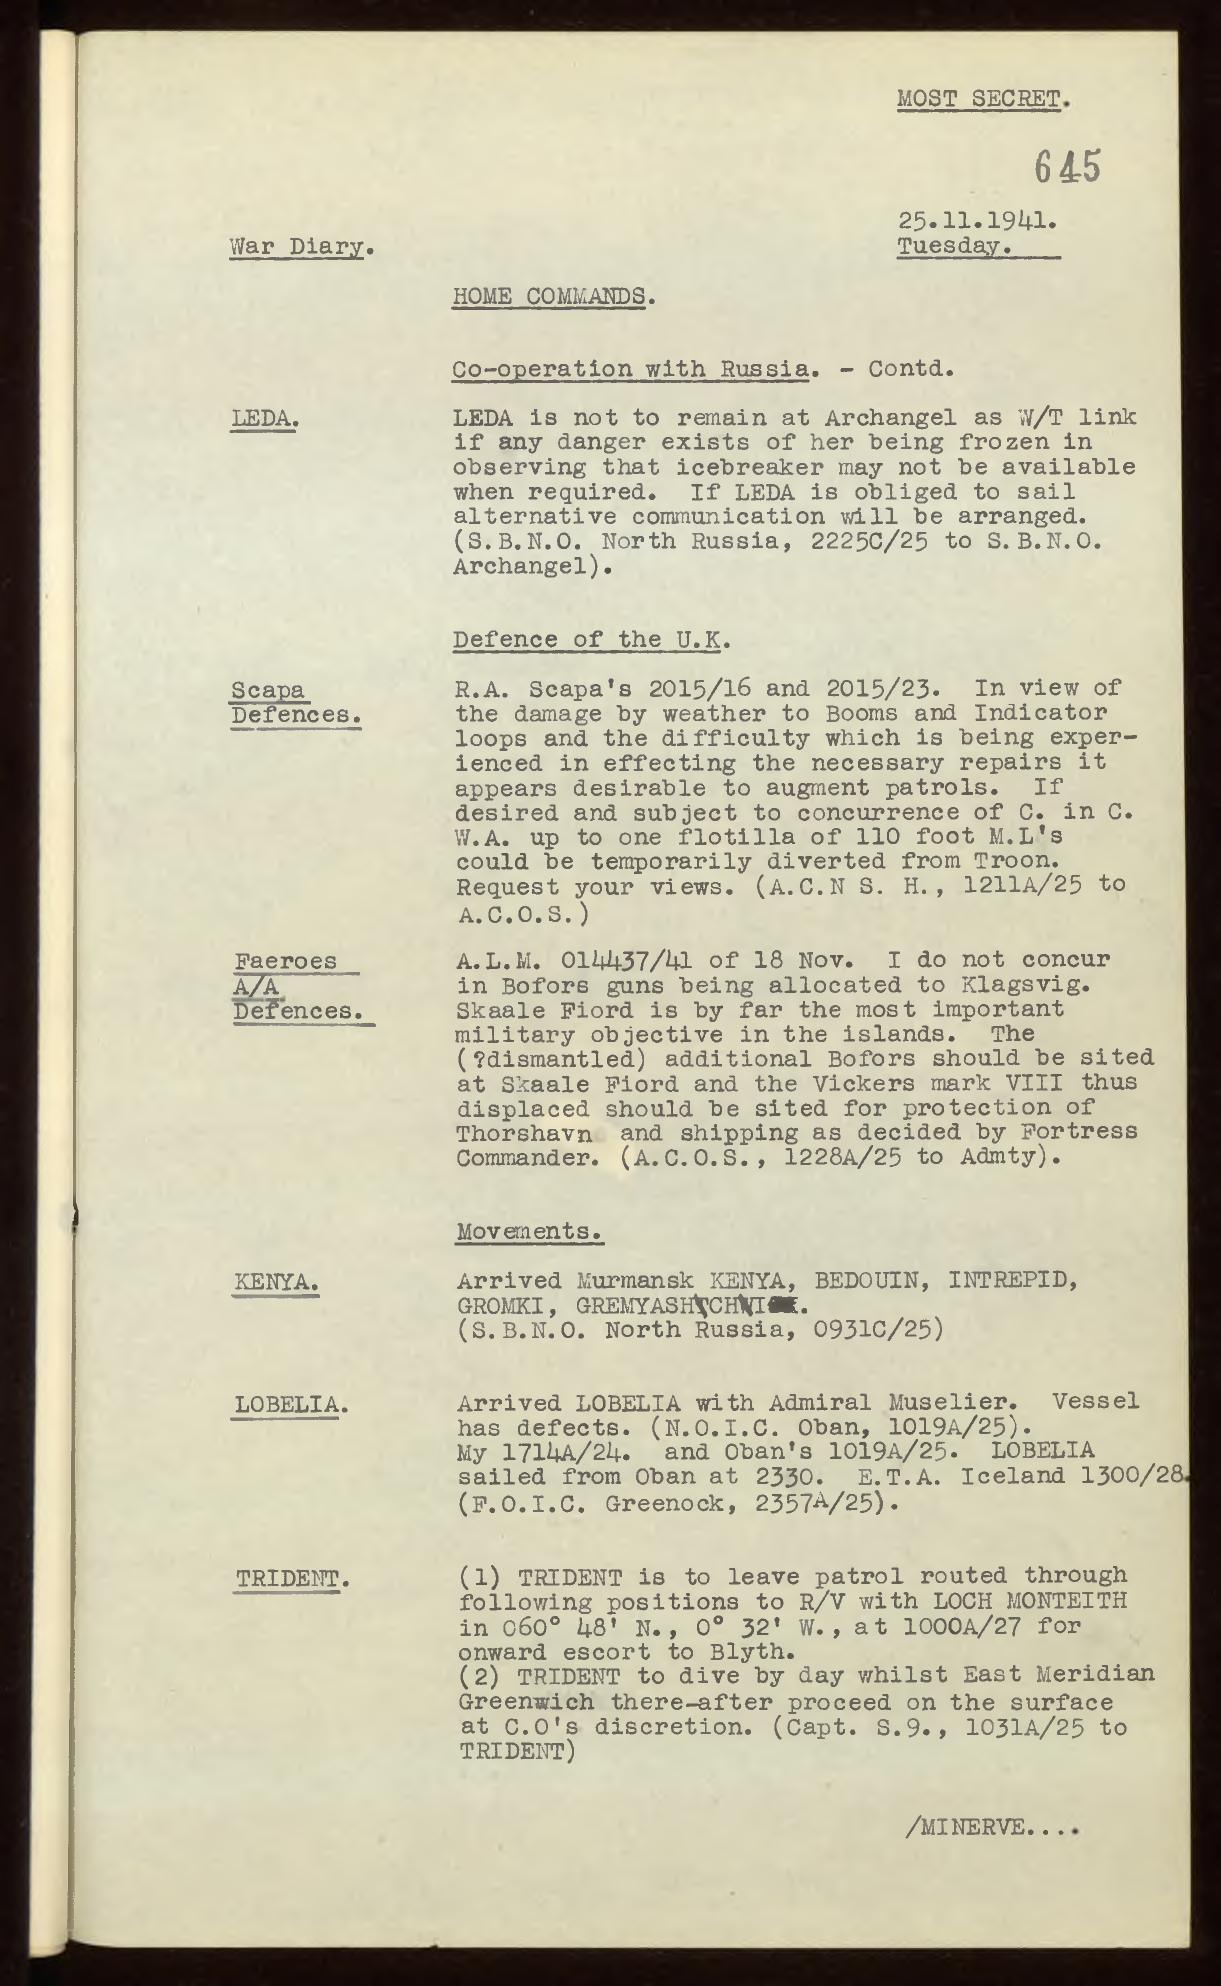 MOST SECRET.
645
25.11.1941.
War Diary.
Tuesday.
HOME COMMANDS.
Co-operation with Russia. - Contd.
LEDA.
LEDA is not to remain at Archangel as W/T link
if any danger exists of her being frozen in
observing that icebreaker may not be available
when required. If LEDA is obliged to sail
alternative communication will be arranged.
(S.B.N.O. North Russia, 2225C/25 to S.B.N.O.
Archangel).
Defence of the U.K.
Scapa
Defences.
R.A. Scapa's 2015/16 and 2015/23. In view of
the damage by weather to Booms and Indicator
loops and the difficulty which is being exper-
ienced in effecting the necessary repairs it
appears desirable to augment patrols. If
desired and subject to concurrence of C. in C.
W.A. up to one flotilla of 110 foot M.L's
could be temporarily diverted from Troon.
Request your views. (A.C.N S. H., 1211A/25 to
A.C.O.S.)
Faeroes
A/A
Defences.
A.L.M. 014437/41 of 18 Nov. I do not concur
in Bofors guns being allocated to Klagsvig.
Skaale Fiord is by far the most important
military objective in the islands. The
(?dismantled) additional Bofors should be sited
at Skaale Fiord and the Vickers mark VIII thus
displaced should be sited for protection of
Thorshavn and shipping as decided by Fortress
Commander. (A.C.O.S., 1228A/25 to Admty).
Movements.
KENYA.
Arrived Murmansk KENYA, BEDOUIN, INTREPID,
GROMKI,
(S.B.N.O. North Russia, 0931C/25)
LOBELIA.
Arrived LOBELIA with Admiral Muselier. Vessel
has defects. (N.O.I.C. Oban, 1019A/25).
My 1714A/24. and Oban's 1019A/25. LOBELIA
sailed from Oban at 2330. E.T.A. Iceland 1300/28.
(F.O.I.C. Greenock, 2357A/25).
TRIDENT.
(1) TRIDENT is to leave patrol routed through
following positions to R/V with LOCH MONTEITH
in 060° 48' N., 0° 32' W., at 1000A/27 for
onward escort to Blyth.
(2) TRIDENT to dive by day whilst East Meridian
Greenwich there-after proceed on the surface
at C.O's discretion. (Capt. S.9., 1031A/25 to
TRIDENT)
/MINERVE....